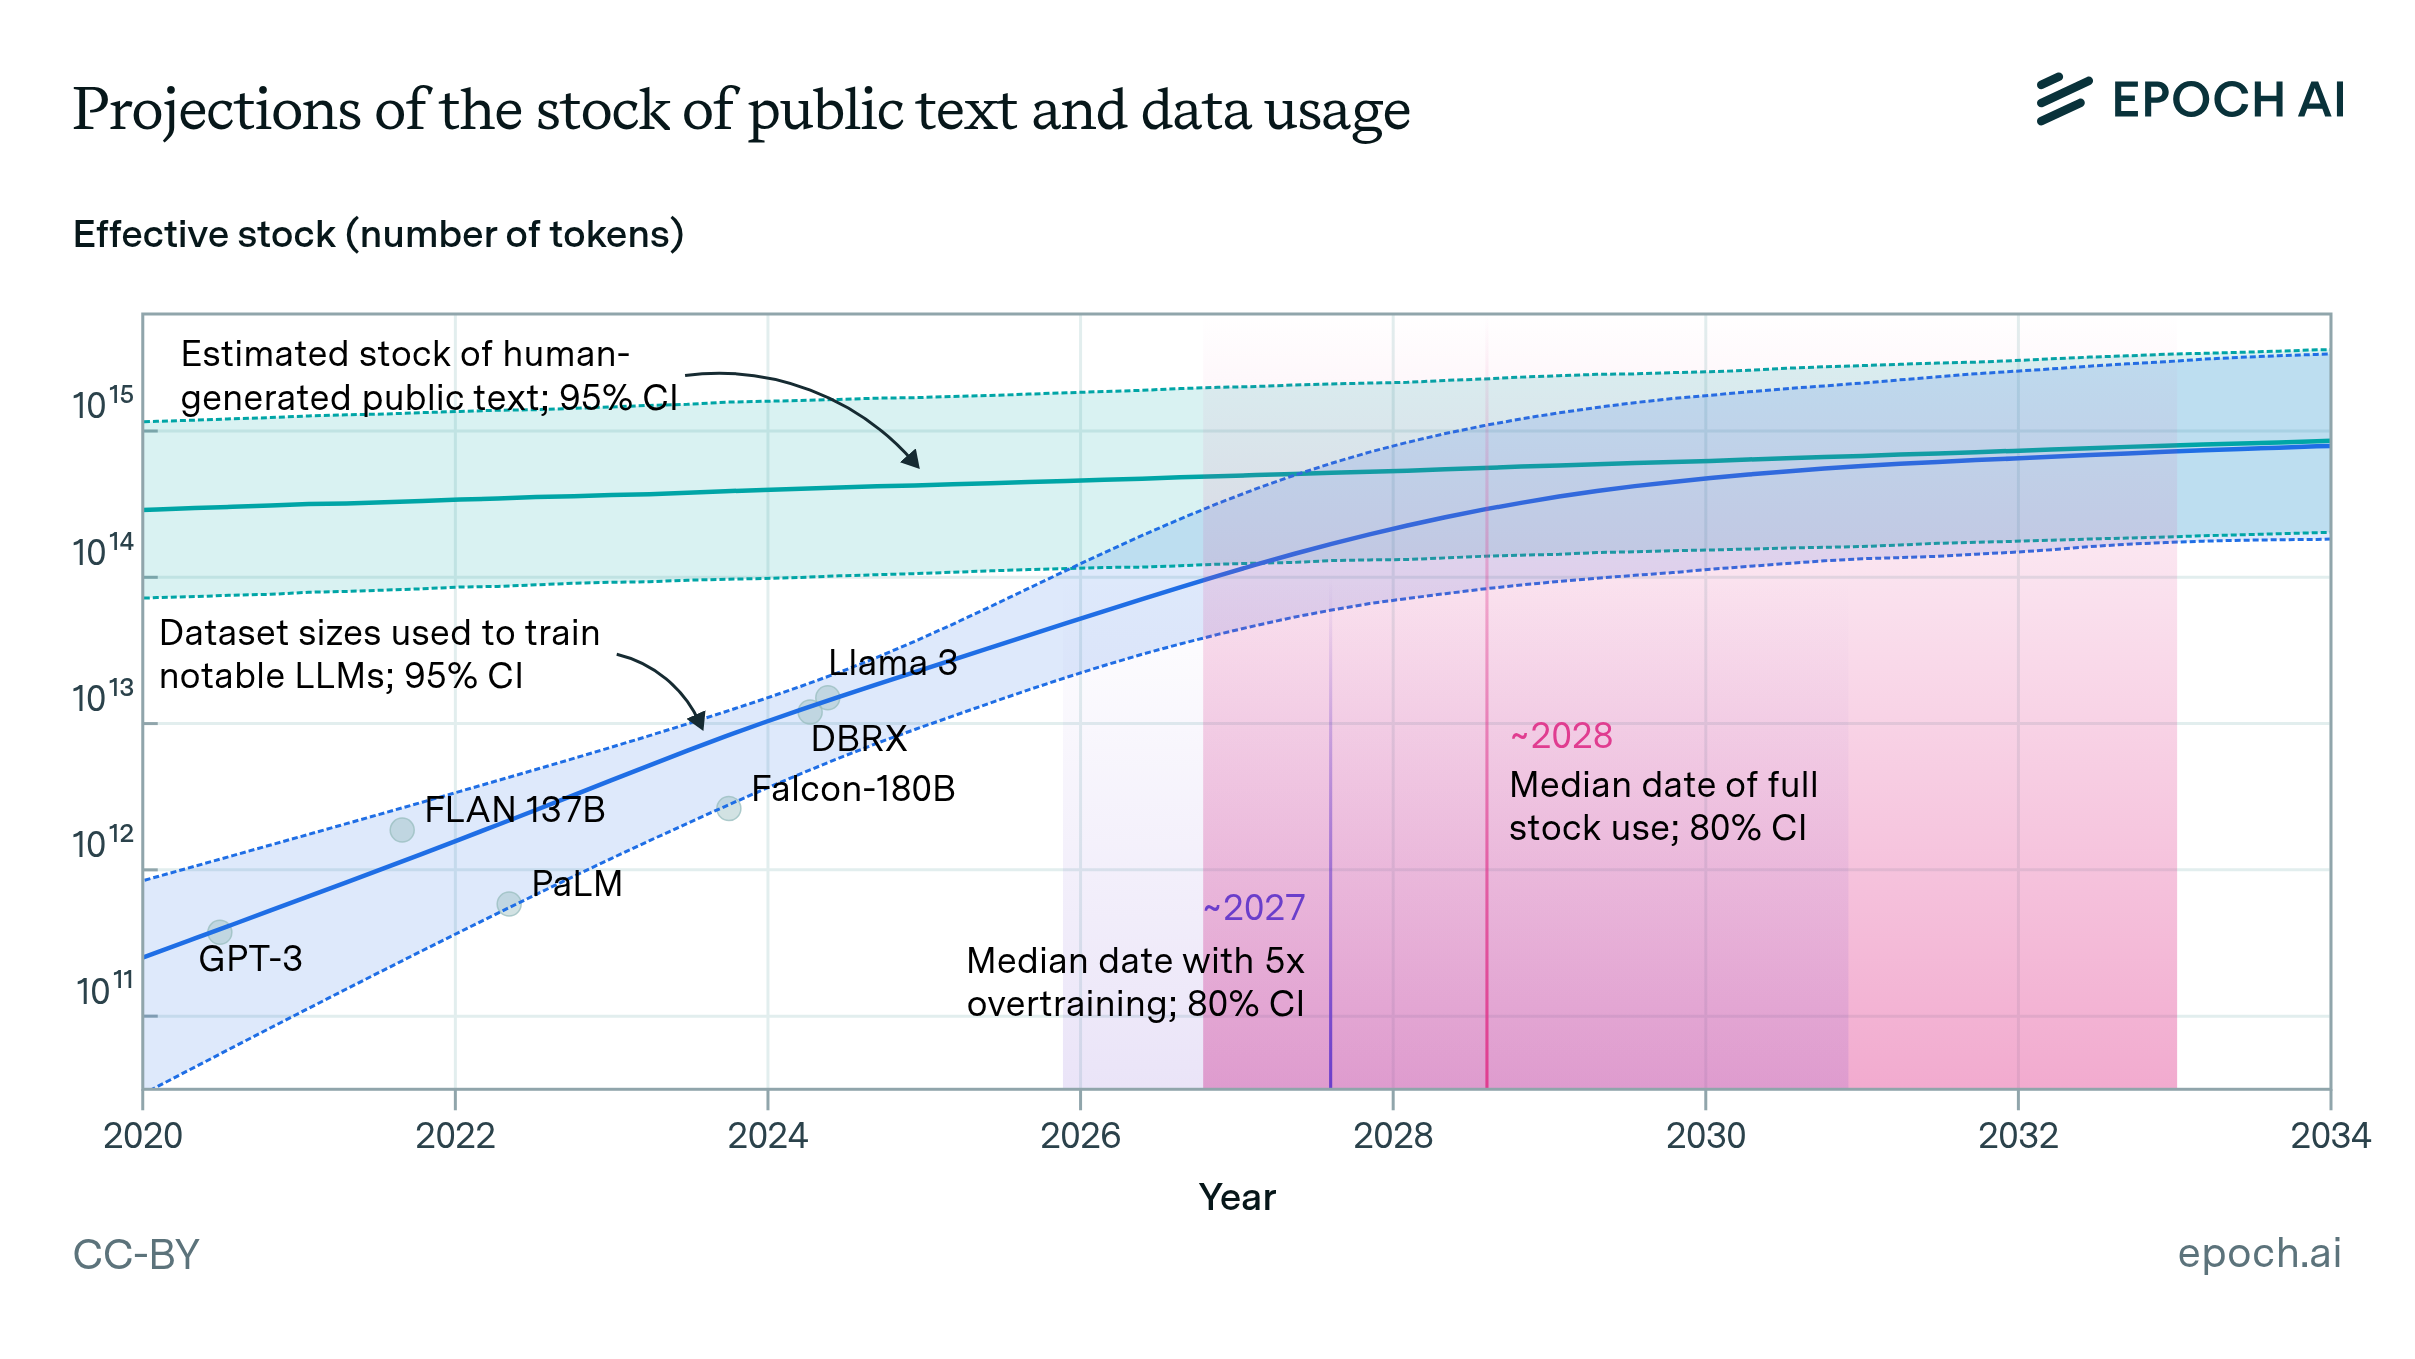 Projections of the stock of public text and data usage
EPOCH AI
Effective stock (number of tokens)
Estimated stock of human-
generated public text; 95% CI
10^15
10^14
Dataset sizes used to train
notable LLMs; 95% CI
Llama 3
10^13
DBRX
~2028
Median date of full
stock use; 80% CI
Falcon-180B
FLAN 137B
10^12
PaLM
~2027
Median date with 5x
overtraining; 80% CI
GPT-3
10^11
2020 2022 2024 2026 2028 2030 2032 2034
Year
CC-BY
epoch.ai